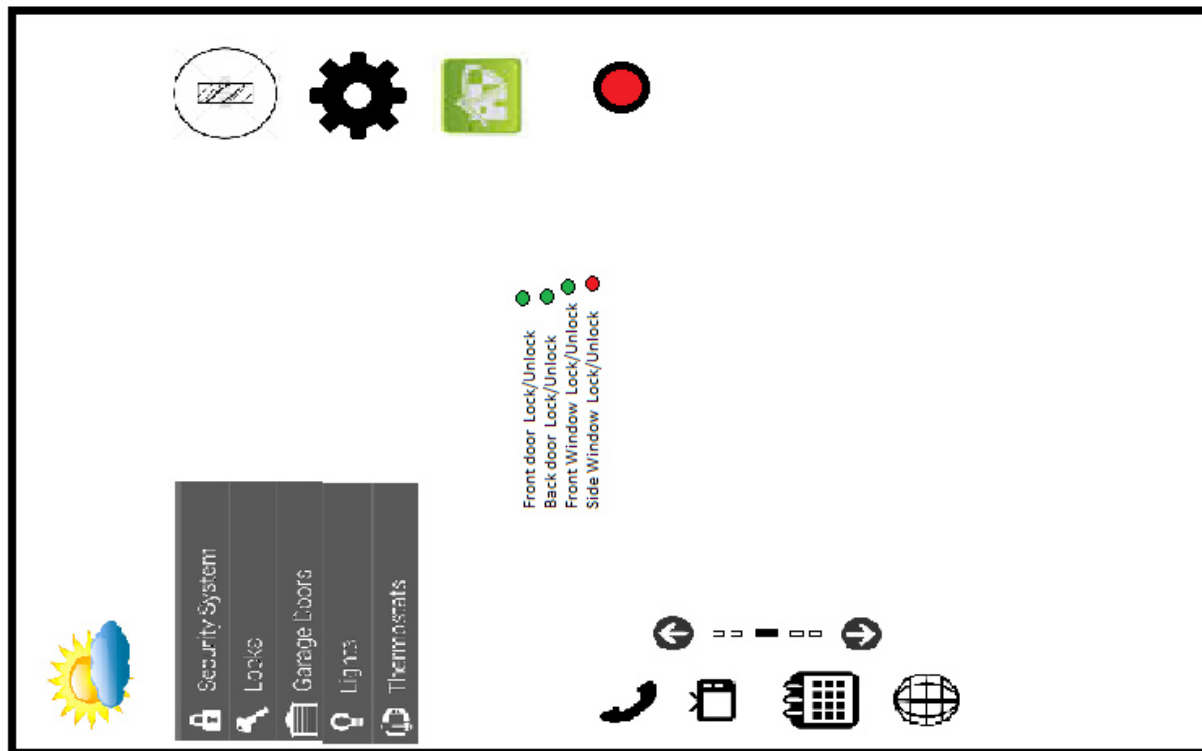 Security System
Locks
Garage Doors
Lights
Thermostats
Front door Lock/Unlock
Back door Lock/Unlock
Front Window Lock/Unlock
Side Window Lock/Unlock